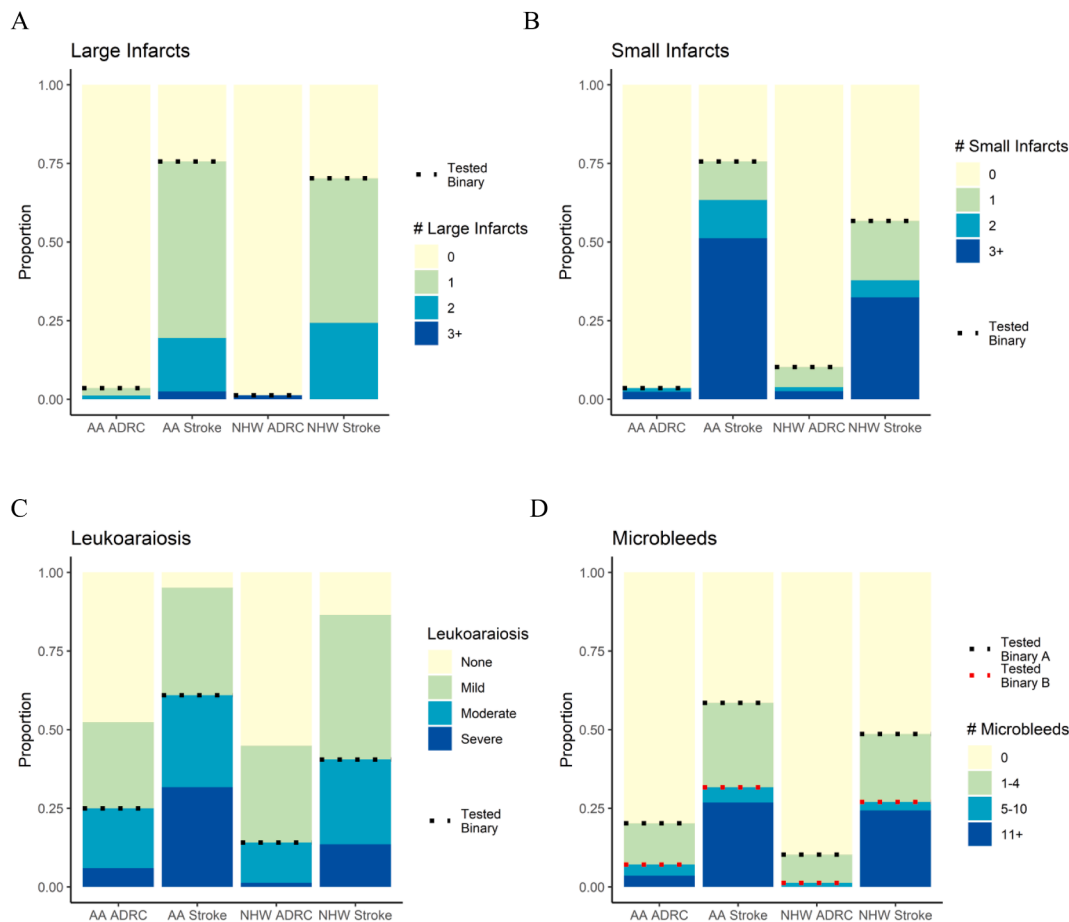 A
Large Infarcts
1.00
0.75
0.50
0.25
0.00
Proportion
AA ADRC
AA Stroke
NHW ADRC
NHW Stroke
Tested
Binary
# Large Infarcts
0
1
2
3+
B
Small Infarcts
1.00
0.75
0.50
0.25
0.00
Proportion
AA ADRC
AA Stroke
NHW ADRC
NHW Stroke
# Small Infarcts
0
1
2
3+
Tested
Binary
C
Leukoaraiosis
1.00
0.75
0.50
0.25
0.00
Proportion
AA ADRC
AA Stroke
NHW ADRC
NHW Stroke
Leukoaraiosis
None
Mild
Moderate
Severe
Tested
Binary
D
Microbleeds
1.00
0.75
0.50
0.25
0.00
Proportion
AA ADRC
AA Stroke
NHW ADRC
NHW Stroke
Tested
Binary A
Tested
Binary B
# Microbleeds
0
1-4
5-10
11+